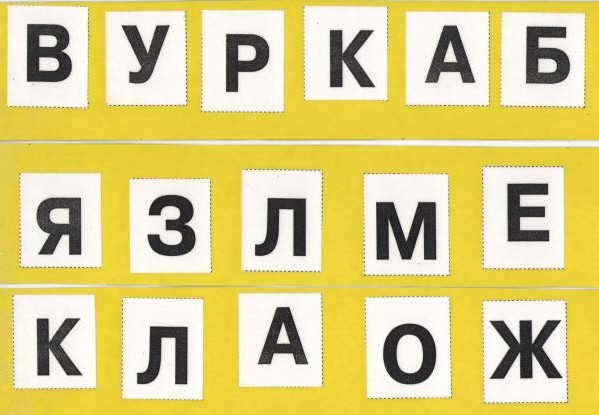 В У Р К А Б
Я З Л М Е
К Л А О Ж